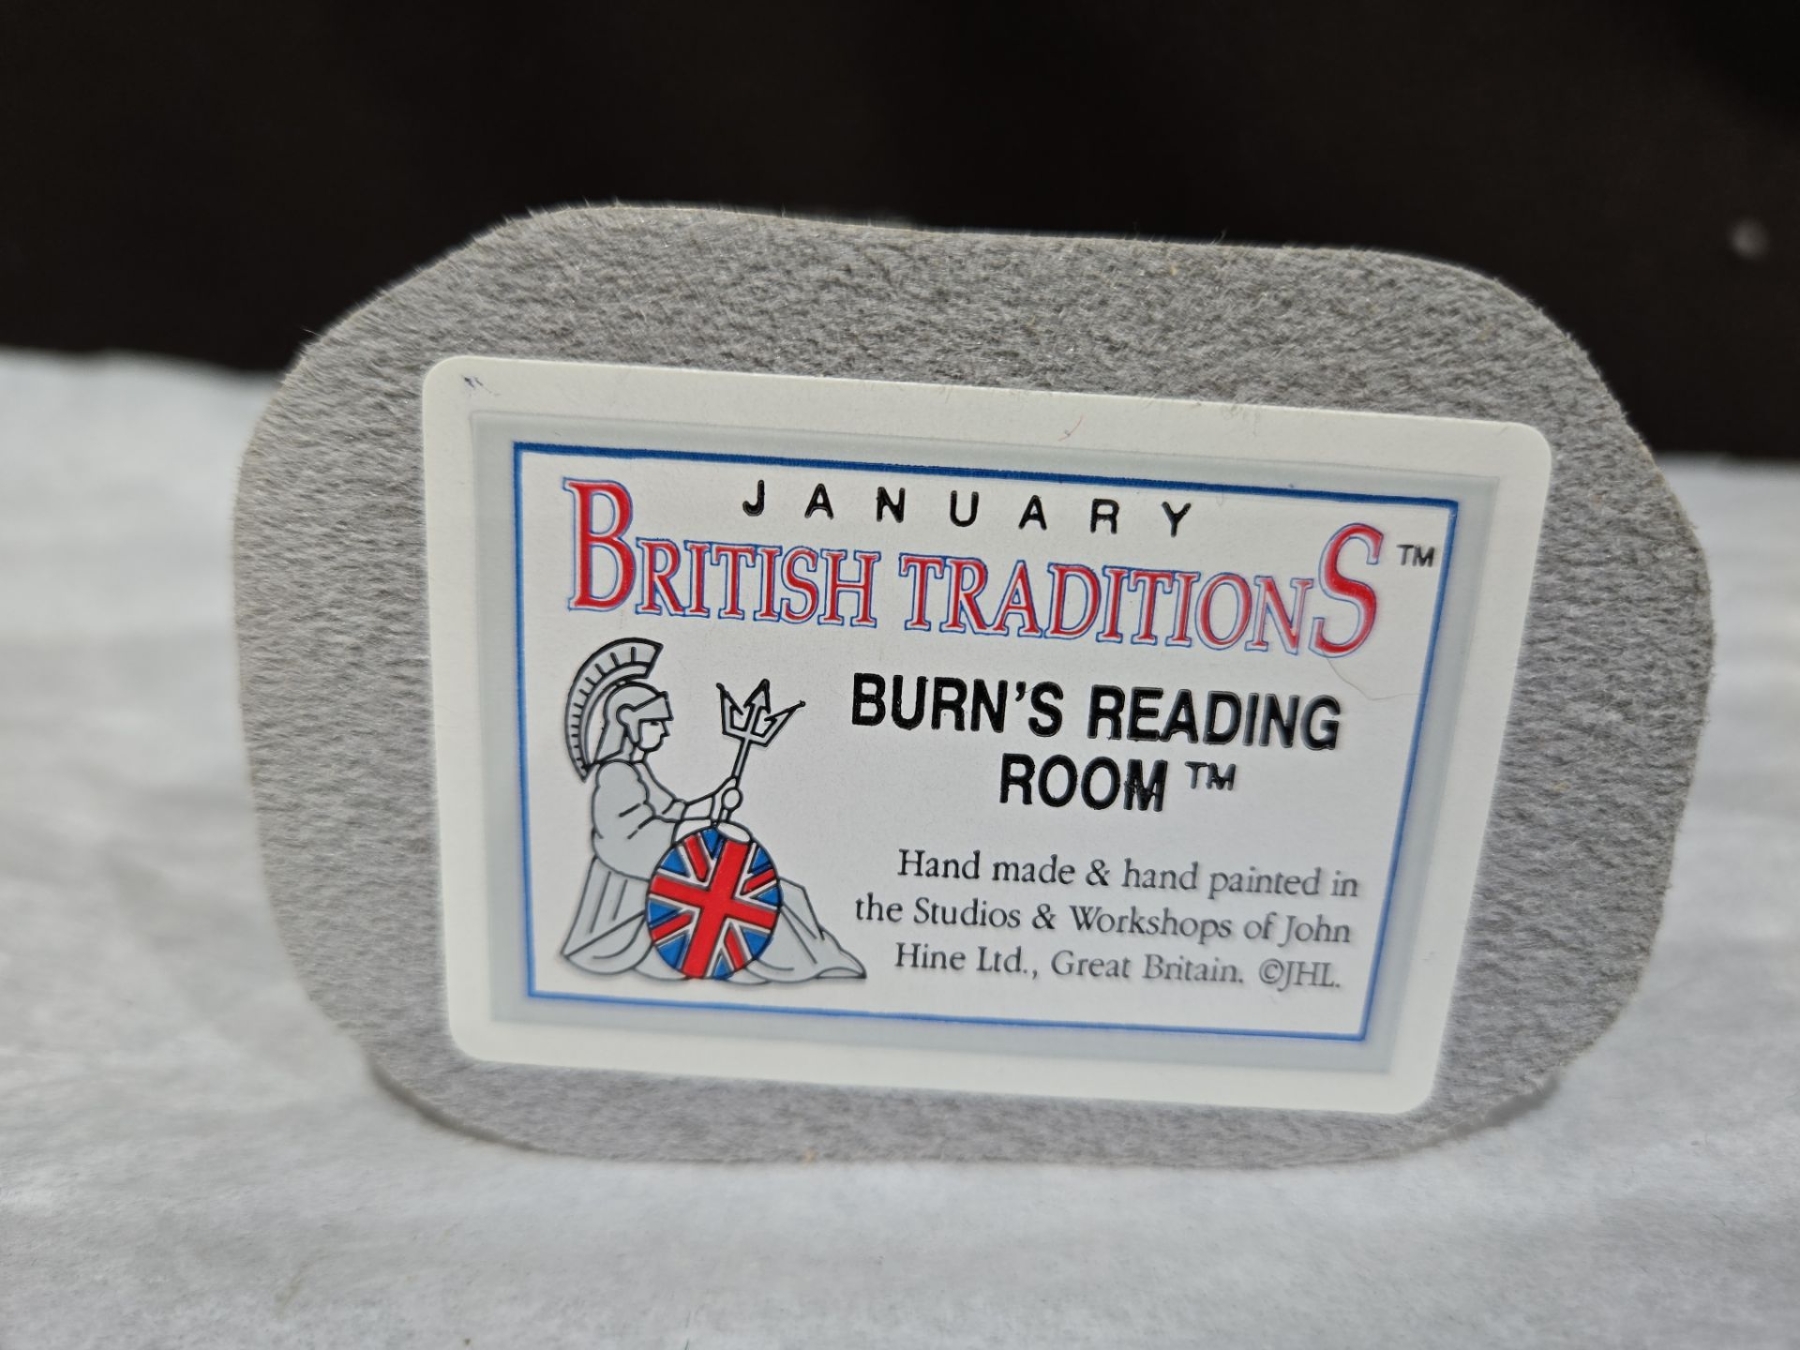 JANUARY
BRITISH TRADITIONS™
BURN'S READING
ROOM™
Hand made & hand painted in
the Studios & Workshops of John
Hine Ltd., Great Britain. ©JHL.